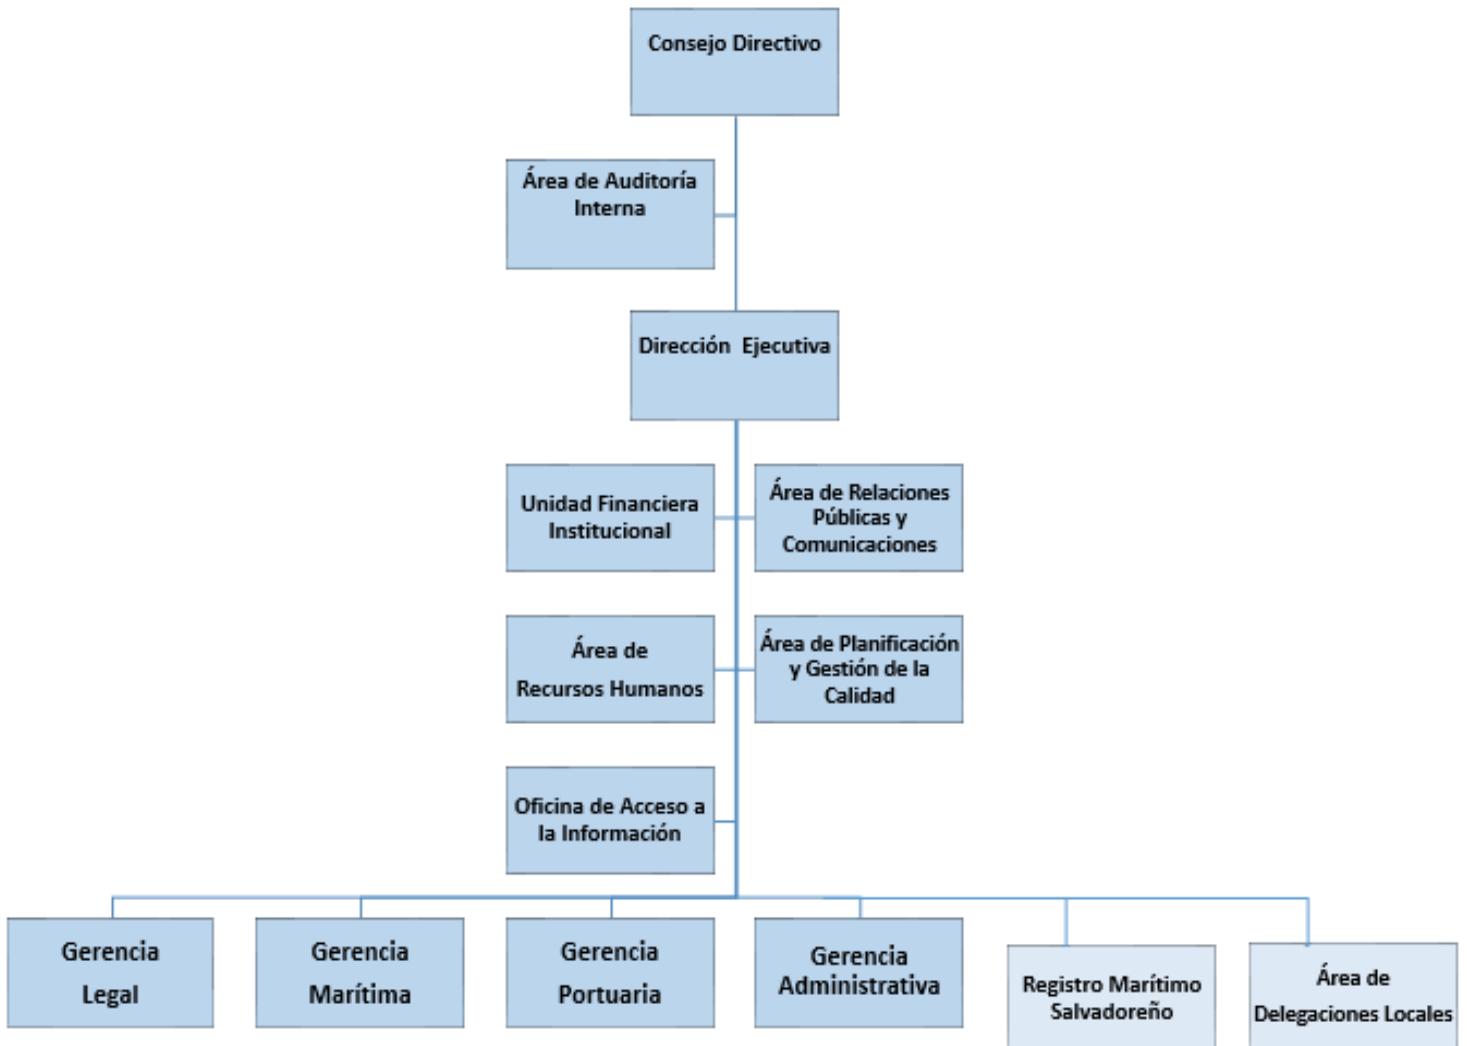 Consejo Directivo
Área de Auditoría
Interna
Dirección Ejecutiva
Unidad Financiera
Institucional
Área de Relaciones
Públicas y
Comunicaciones
Área de
Recursos Humanos
Área de Planificación
y Gestión de la
Calidad
Oficina de Acceso a
la Información
Gerencia
Legal
Gerencia
Marítima
Gerencia
Portuaria
Gerencia
Administrativa
Registro Marítimo
Salvadoreño
Área de
Delegaciones Locales